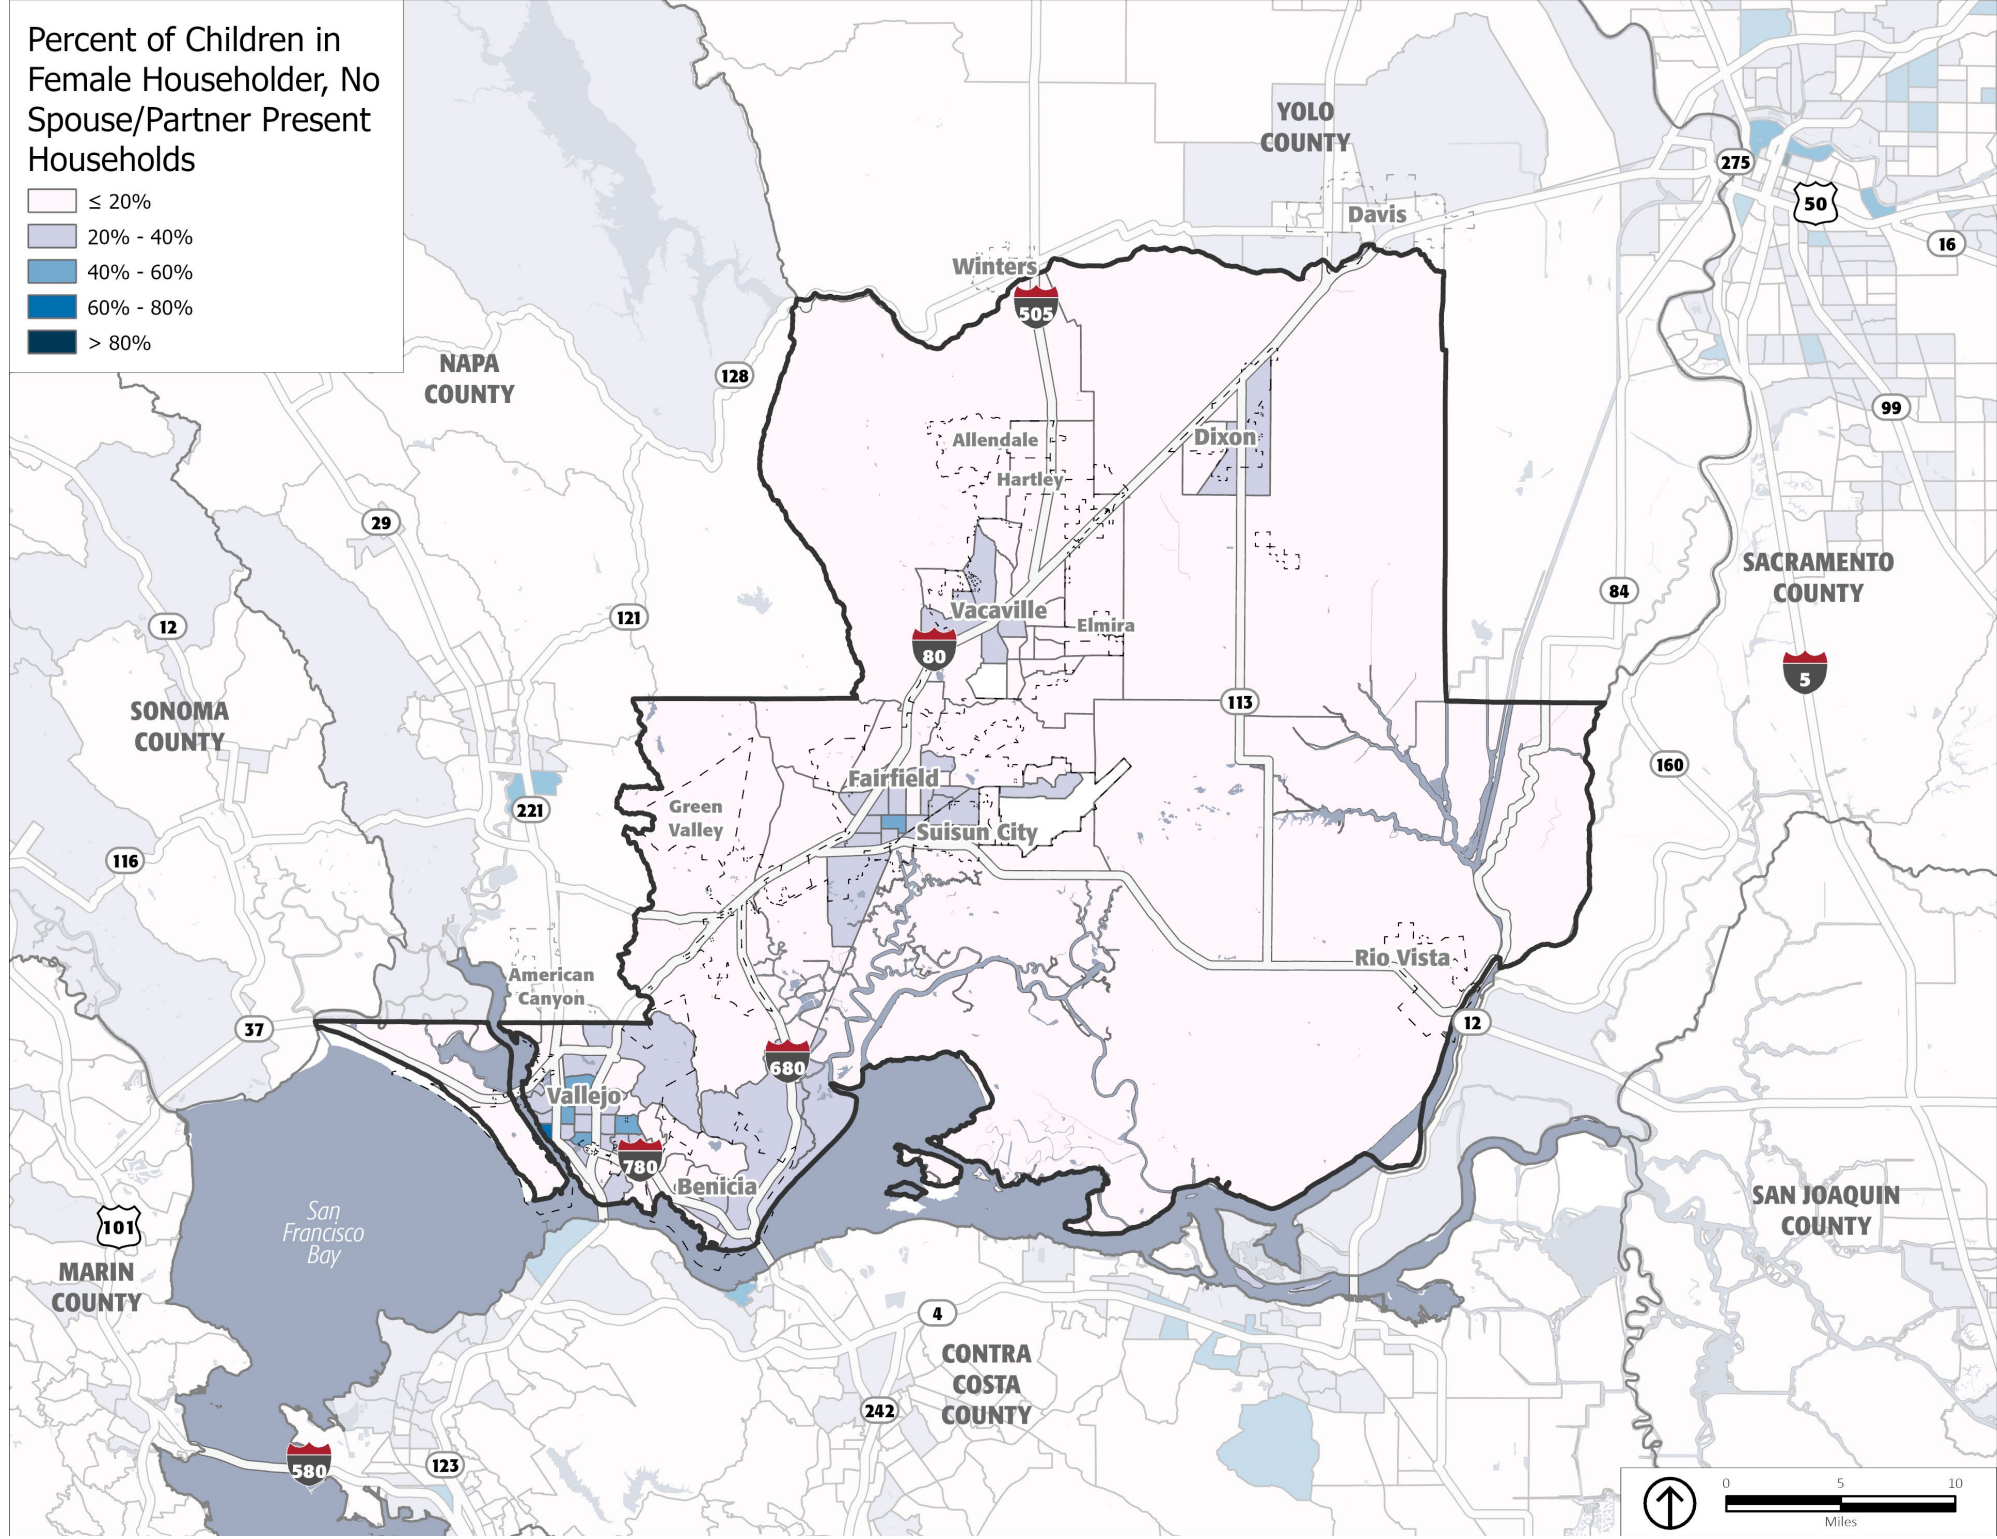 Percent of Children in
Female Householder, No
Spouse/Partner Present
Households
≤ 20%
20% - 40%
40% - 60%
60% - 80%
> 80%
YOLO
COUNTY
275
50
Davis
16
Winters
505
NAPA
COUNTY
128
99
Allendale
Dixon
Hartley
29
SACRAMENTO
COUNTY
84
12
121
Vacaville
Elmira
80
5
SONOMA
COUNTY
113
160
Fairfield
221
Green
Valley
Suisun City
116
Rio Vista
American
Canyon
37
12
680
Vallejo
780
Benicia
SAN JOAQUIN
COUNTY
San
Francisco
Bay
101
MARIN
COUNTY
4
CONTRA
COSTA
COUNTY
242
580
123
0 5 10
Miles